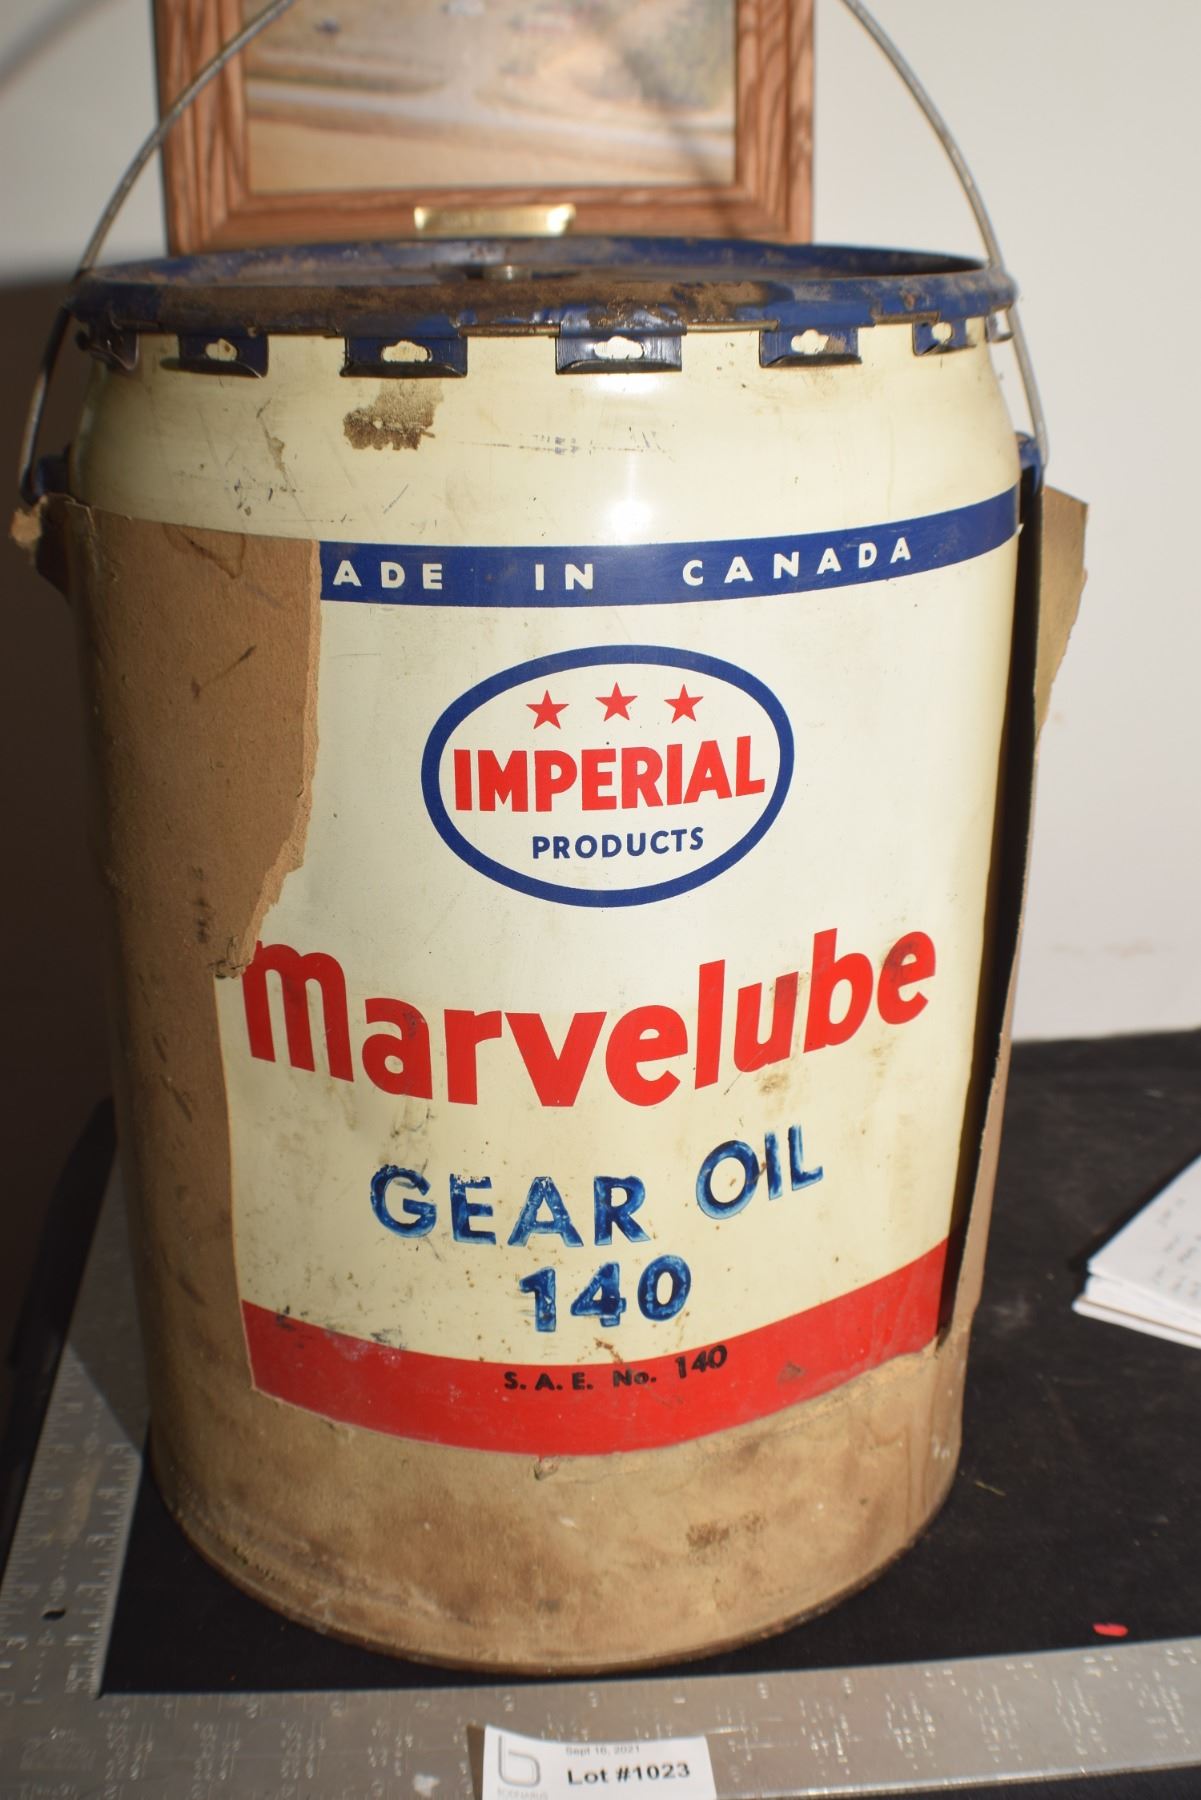 ADE IN CANADA
IMPERIAL
PRODUCTS
marvelube
GEAR OIL
140
S. A. E. No. 140
Sept 16, 2021
Lot #1023